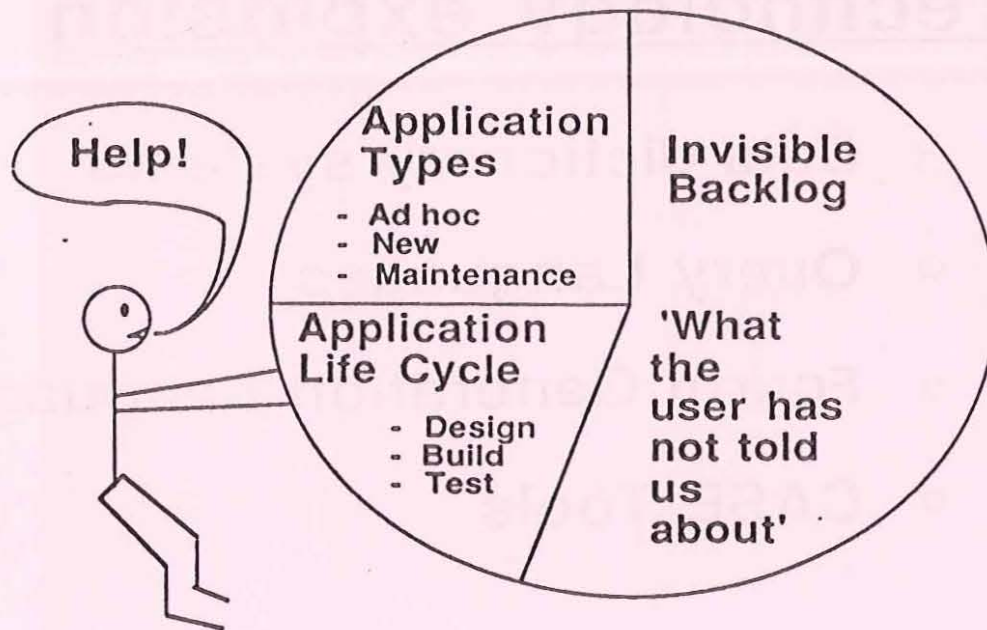 Help!
Application
Types
- Ad hoc
- New
- Maintenance
Invisible
Backlog
Application
Life Cycle
- Design
- Build
- Test
'What
the
user has
not told
us
about'